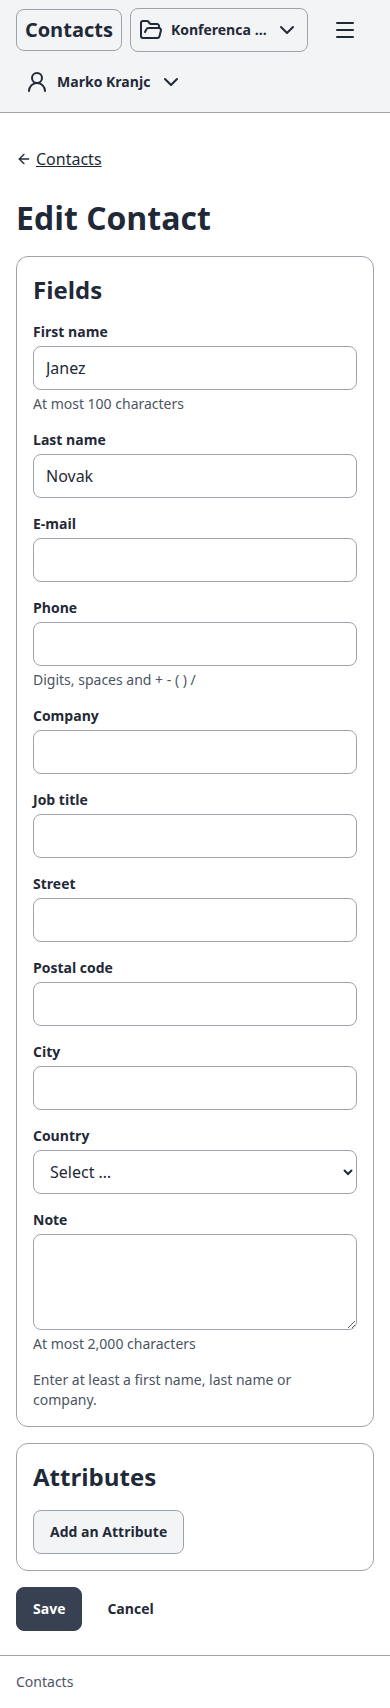 Contacts
Konferenca ...
Marko Kranjc
← Contacts
Edit Contact
Fields
First name
Janez
At most 100 characters
Last name
Novak
E-mail
Phone
Digits, spaces and + - ( ) /
Company
Job title
Street
Postal code
City
Country
Select ...
Note
At most 2,000 characters
Enter at least a first name, last name or
company.
Attributes
Add an Attribute
Save
Cancel
Contacts